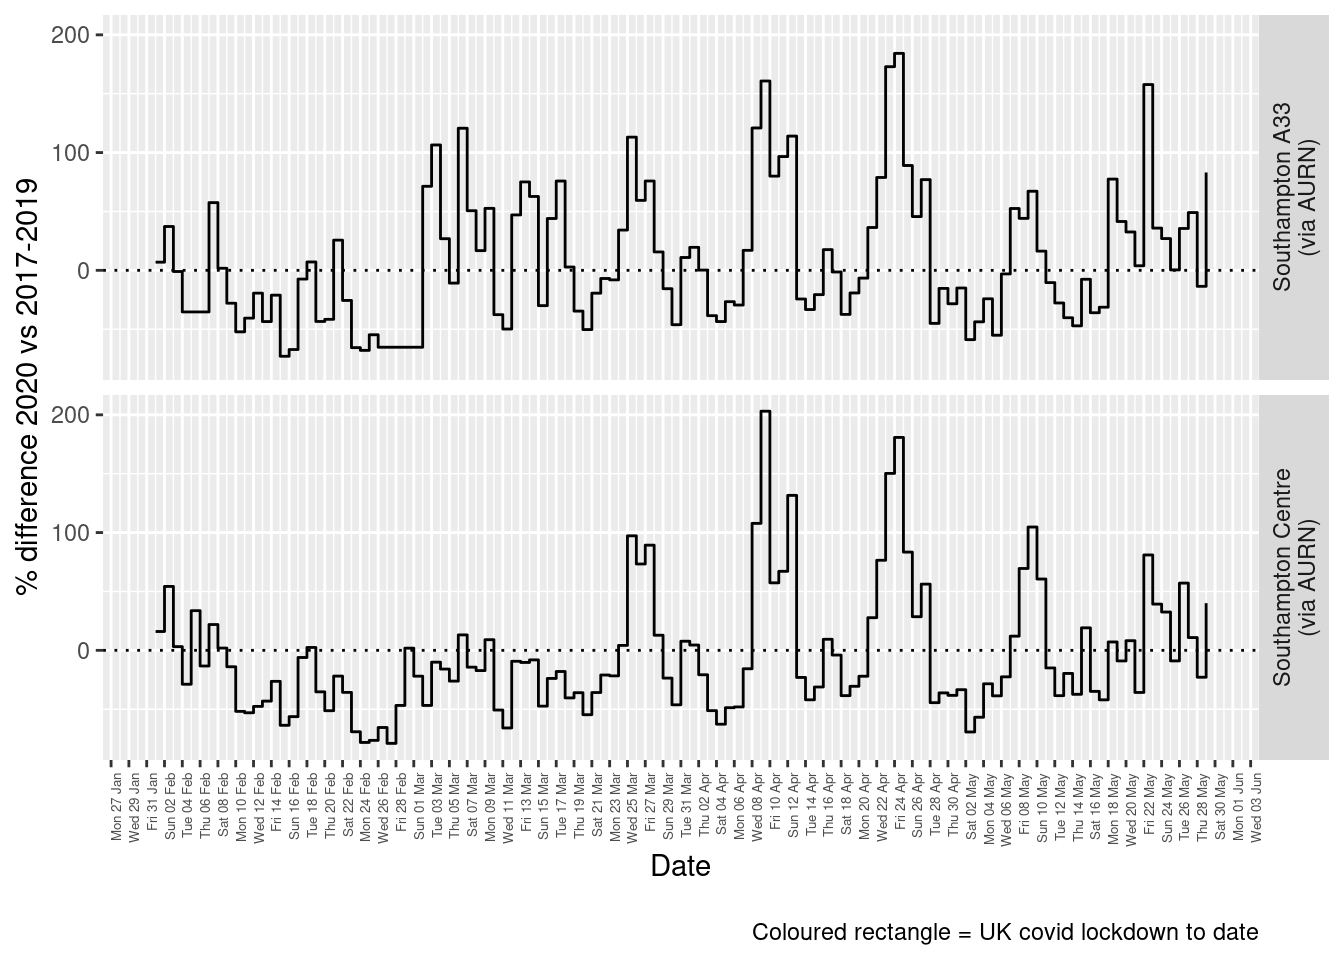 % difference 2020 vs 2017-2019
200
100
0
Southampton A33
(via AURN)
200
100
0
Southampton Centre
(via AURN)
Mon 27 Jan
Wed 29 Jan
Fri 31 Jan
Sun 02 Feb
Tue 04 Feb
Thu 06 Feb
Sat 08 Feb
Mon 10 Feb
Wed 12 Feb
Fri 14 Feb
Sun 16 Feb
Tue 18 Feb
Thu 20 Feb
Sat 22 Feb
Mon 24 Feb
Wed 26 Feb
Fri 28 Feb
Sun 01 Mar
Tue 03 Mar
Thu 05 Mar
Sat 07 Mar
Mon 09 Mar
Wed 11 Mar
Fri 13 Mar
Sun 15 Mar
Tue 17 Mar
Thu 19 Mar
Sat 21 Mar
Mon 23 Mar
Wed 25 Mar
Fri 27 Mar
Sun 29 Mar
Tue 31 Mar
Thu 02 Apr
Sat 04 Apr
Mon 06 Apr
Wed 08 Apr
Fri 10 Apr
Sun 12 Apr
Tue 14 Apr
Thu 16 Apr
Sat 18 Apr
Mon 20 Apr
Wed 22 Apr
Fri 24 Apr
Sun 26 Apr
Tue 28 Apr
Thu 30 Apr
Sat 02 May
Mon 04 May
Wed 06 May
Fri 08 May
Sun 10 May
Tue 12 May
Thu 14 May
Sat 16 May
Mon 18 May
Wed 20 May
Fri 22 May
Sun 24 May
Tue 26 May
Thu 28 May
Sat 30 May
Mon 01 Jun
Wed 03 Jun
Date
Coloured rectangle = UK covid lockdown to date